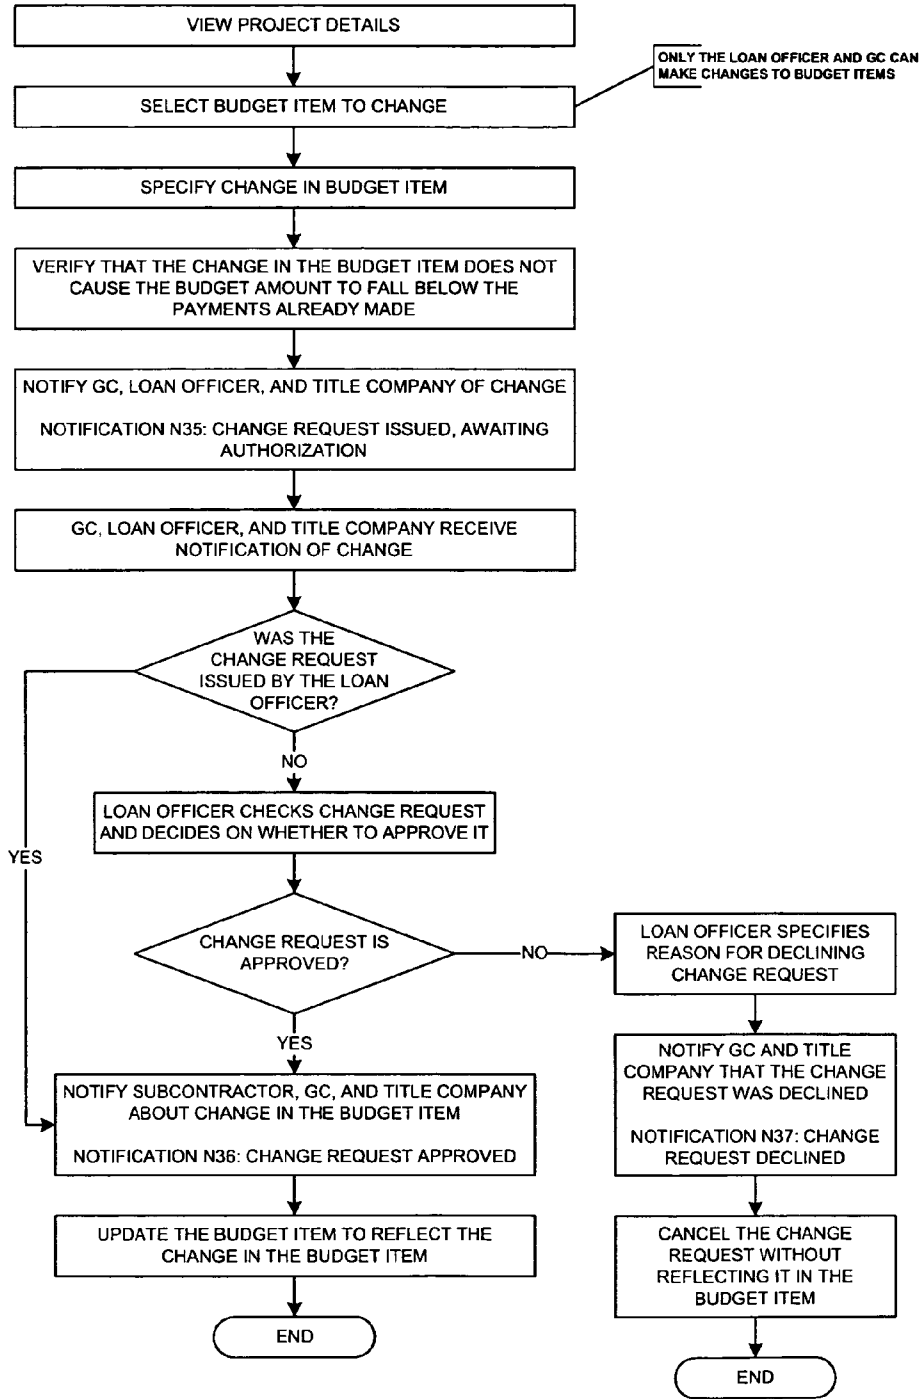 VIEW PROJECT DETAILS
ONLY THE LOAN OFFICER AND GC CAN
MAKE CHANGES TO BUDGET ITEMS
SELECT BUDGET ITEM TO CHANGE
SPECIFY CHANGE IN BUDGET ITEM
VERIFY THAT THE CHANGE IN THE BUDGET ITEM DOES NOT
CAUSE THE BUDGET AMOUNT TO FALL BELOW THE
PAYMENTS ALREADY MADE
NOTIFY GC, LOAN OFFICER, AND TITLE COMPANY OF CHANGE
NOTIFICATION N35: CHANGE REQUEST ISSUED, AWAITING
AUTHORIZATION
GC, LOAN OFFICER, AND TITLE COMPANY RECEIVE
NOTIFICATION OF CHANGE
WAS THE
CHANGE REQUEST
ISSUED BY THE LOAN
OFFICER?
NO
LOAN OFFICER CHECKS CHANGE REQUEST
AND DECIDES ON WHETHER TO APPROVE IT
YES
CHANGE REQUEST IS
APPROVED?
NO
LOAN OFFICER SPECIFIES
REASON FOR DECLINING
CHANGE REQUEST
YES
NOTIFY SUBCONTRACTOR, GC, AND TITLE COMPANY
ABOUT CHANGE IN THE BUDGET ITEM
NOTIFICATION N36: CHANGE REQUEST APPROVED
NOTIFY GC AND TITLE
COMPANY THAT THE CHANGE
REQUEST WAS DECLINED
NOTIFICATION N37: CHANGE
REQUEST DECLINED
UPDATE THE BUDGET ITEM TO REFLECT THE
CHANGE IN THE BUDGET ITEM
CANCEL THE CHANGE
REQUEST WITHOUT
REFLECTING IT IN THE
BUDGET ITEM
END
END